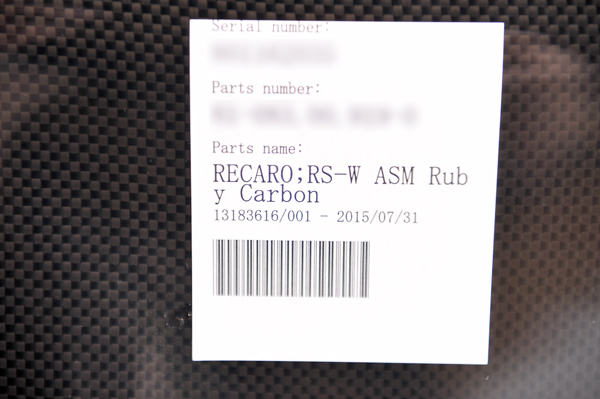 Serial number:
Parts number:
Parts name:
RECARO;RS-W ASM Rub
y Carbon
13183616/001 - 2015/07/31